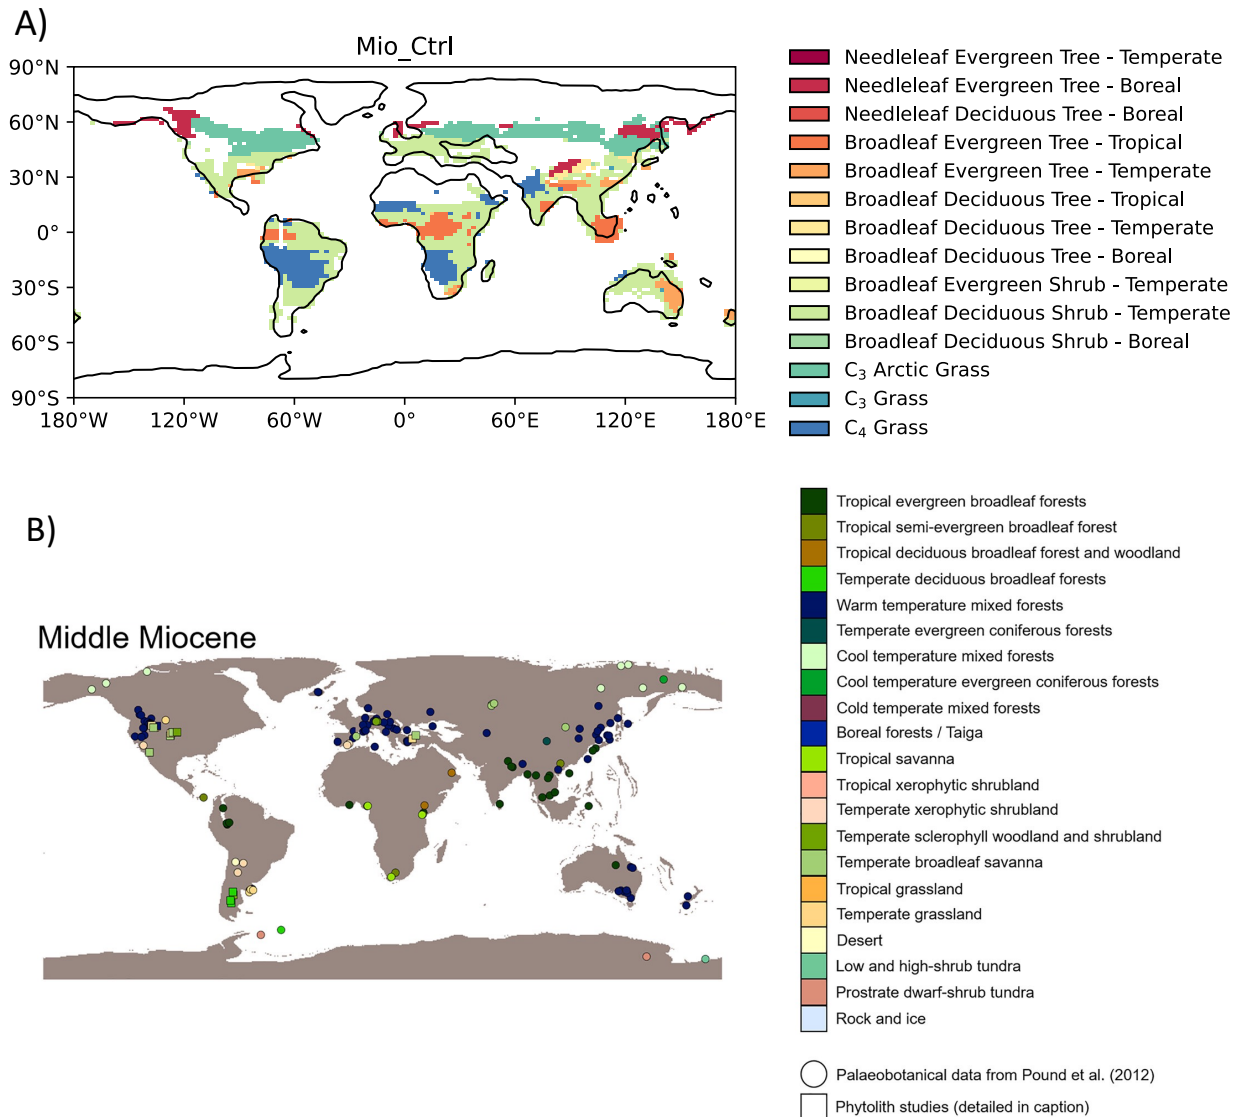 A)
Mio_Ctrl
90°N
60°N
30°N
0°
30°S
60°S
90°S
180°W
120°W
60°W
0°
60°E
120°E
180°E
Needleleaf Evergreen Tree - Temperate
Needleleaf Evergreen Tree - Boreal
Needleleaf Deciduous Tree - Boreal
Broadleaf Evergreen Tree - Tropical
Broadleaf Evergreen Tree - Temperate
Broadleaf Deciduous Tree - Tropical
Broadleaf Deciduous Tree - Temperate
Broadleaf Deciduous Tree - Boreal
Broadleaf Evergreen Shrub - Temperate
Broadleaf Deciduous Shrub - Temperate
Broadleaf Deciduous Shrub - Boreal
C₃ Arctic Grass
C₃ Grass
C₄ Grass
B)
Middle Miocene
Tropical evergreen broadleaf forests
Tropical semi-evergreen broadleaf forest
Tropical deciduous broadleaf forest and woodland
Temperate deciduous broadleaf forests
Warm temperature mixed forests
Temperate evergreen coniferous forests
Cool temperature mixed forests
Cool temperature evergreen coniferous forests
Cold temperate mixed forests
Boreal forests / Taiga
Tropical savanna
Tropical xerophytic shrubland
Temperate xerophytic shrubland
Temperate sclerophyll woodland and shrubland
Temperate broadleaf savanna
Tropical grassland
Temperate grassland
Desert
Low and high-shrub tundra
Prostrate dwarf-shrub tundra
Rock and ice
Palaeobotanical data from Pound et al. (2012)
Phytolith studies (detailed in caption)